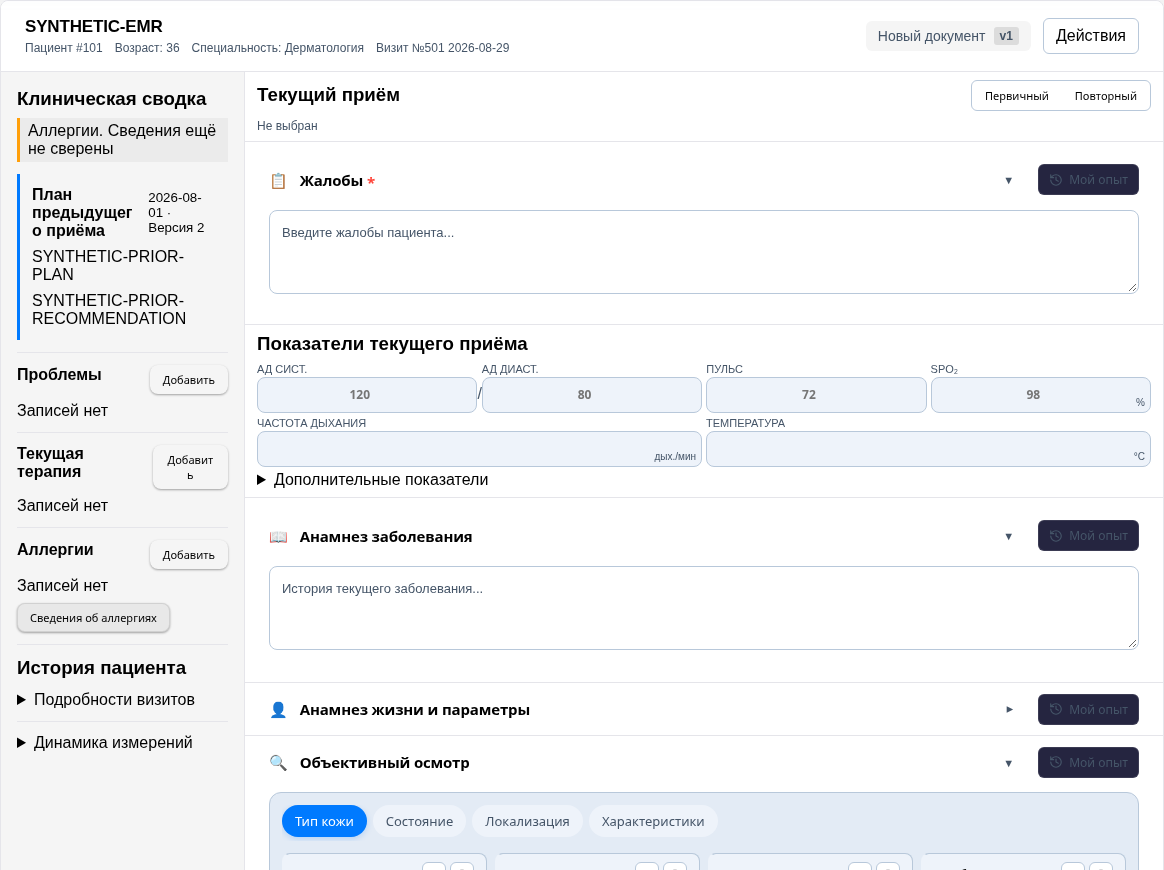 SYNTHETIC-EMR
Пациент #101 Возраст: 36 Специальность: Дерматология Визит №501 2026-08-29
Новый документ v1
Действия
Клиническая сводка
Аллергии. Сведения ещё
не сверены
План
предыдущег
о приёма
2026-08-
01 ·
Версия 2
SYNTHETIC-PRIOR-
PLAN
SYNTHETIC-PRIOR-
RECOMMENDATION
Проблемы
Добавить
Записей нет
Текущая
терапия
Добавит
ь
Записей нет
Аллергии
Добавить
Записей нет
Сведения об аллергиях
История пациента
Подробности визитов
Динамика измерений
Текущий приём
Первичный Повторный
Не выбран
Жалобы *
Мой опыт
Введите жалобы пациента...
Показатели текущего приёма
АД СИСТ. АД ДИАСТ. ПУЛЬС SPO₂
120 / 80 72 98 %
ЧАСТОТА ДЫХАНИЯ ТЕМПЕРАТУРА
дых./мин °C
Дополнительные показатели
Анамнез заболевания
Мой опыт
История текущего заболевания...
Анамнез жизни и параметры
Мой опыт
Объективный осмотр
Мой опыт
Тип кожи Состояние Локализация Характеристики